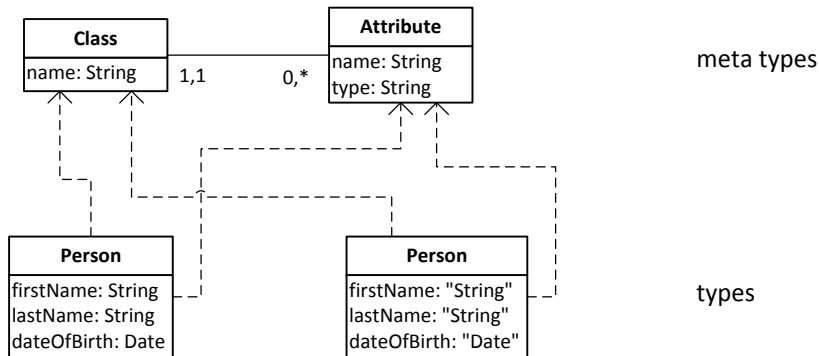 Class
name: String
1,1
0,*
Attribute
name: String
type: String
meta types
Person
firstName: String
lastName: String
dateOfBirth: Date
Person
firstName: "String"
lastName: "String"
dateOfBirth: "Date"
types